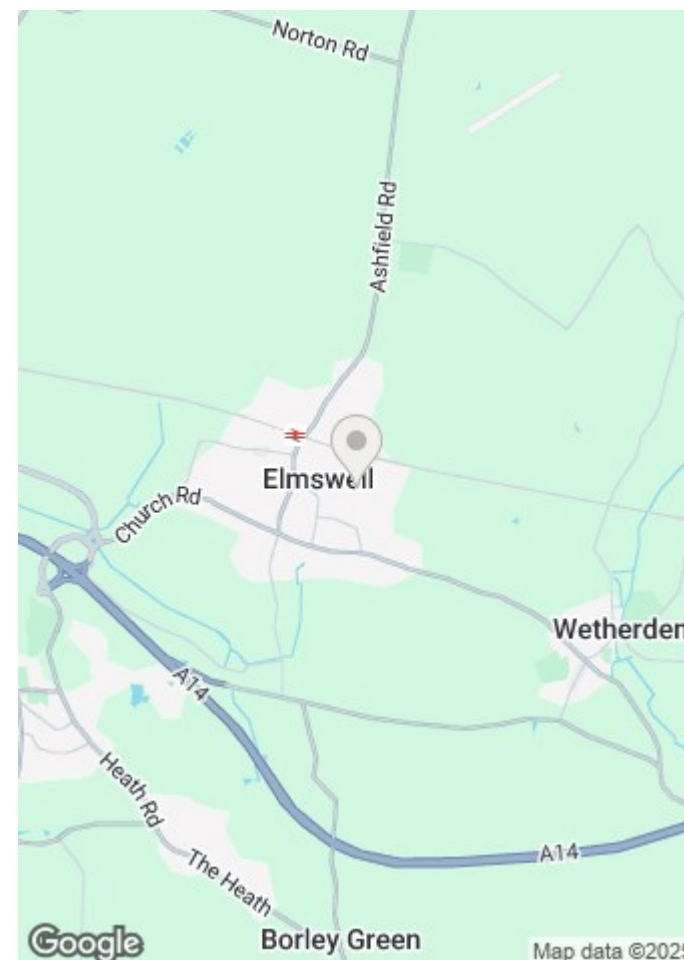 Norton Rd
Ashfield Rd
Elmswell
Church Rd
Wetherden
A14
Heath Rd
A14
The Heath
Borley Green
Google
Map data ©2025